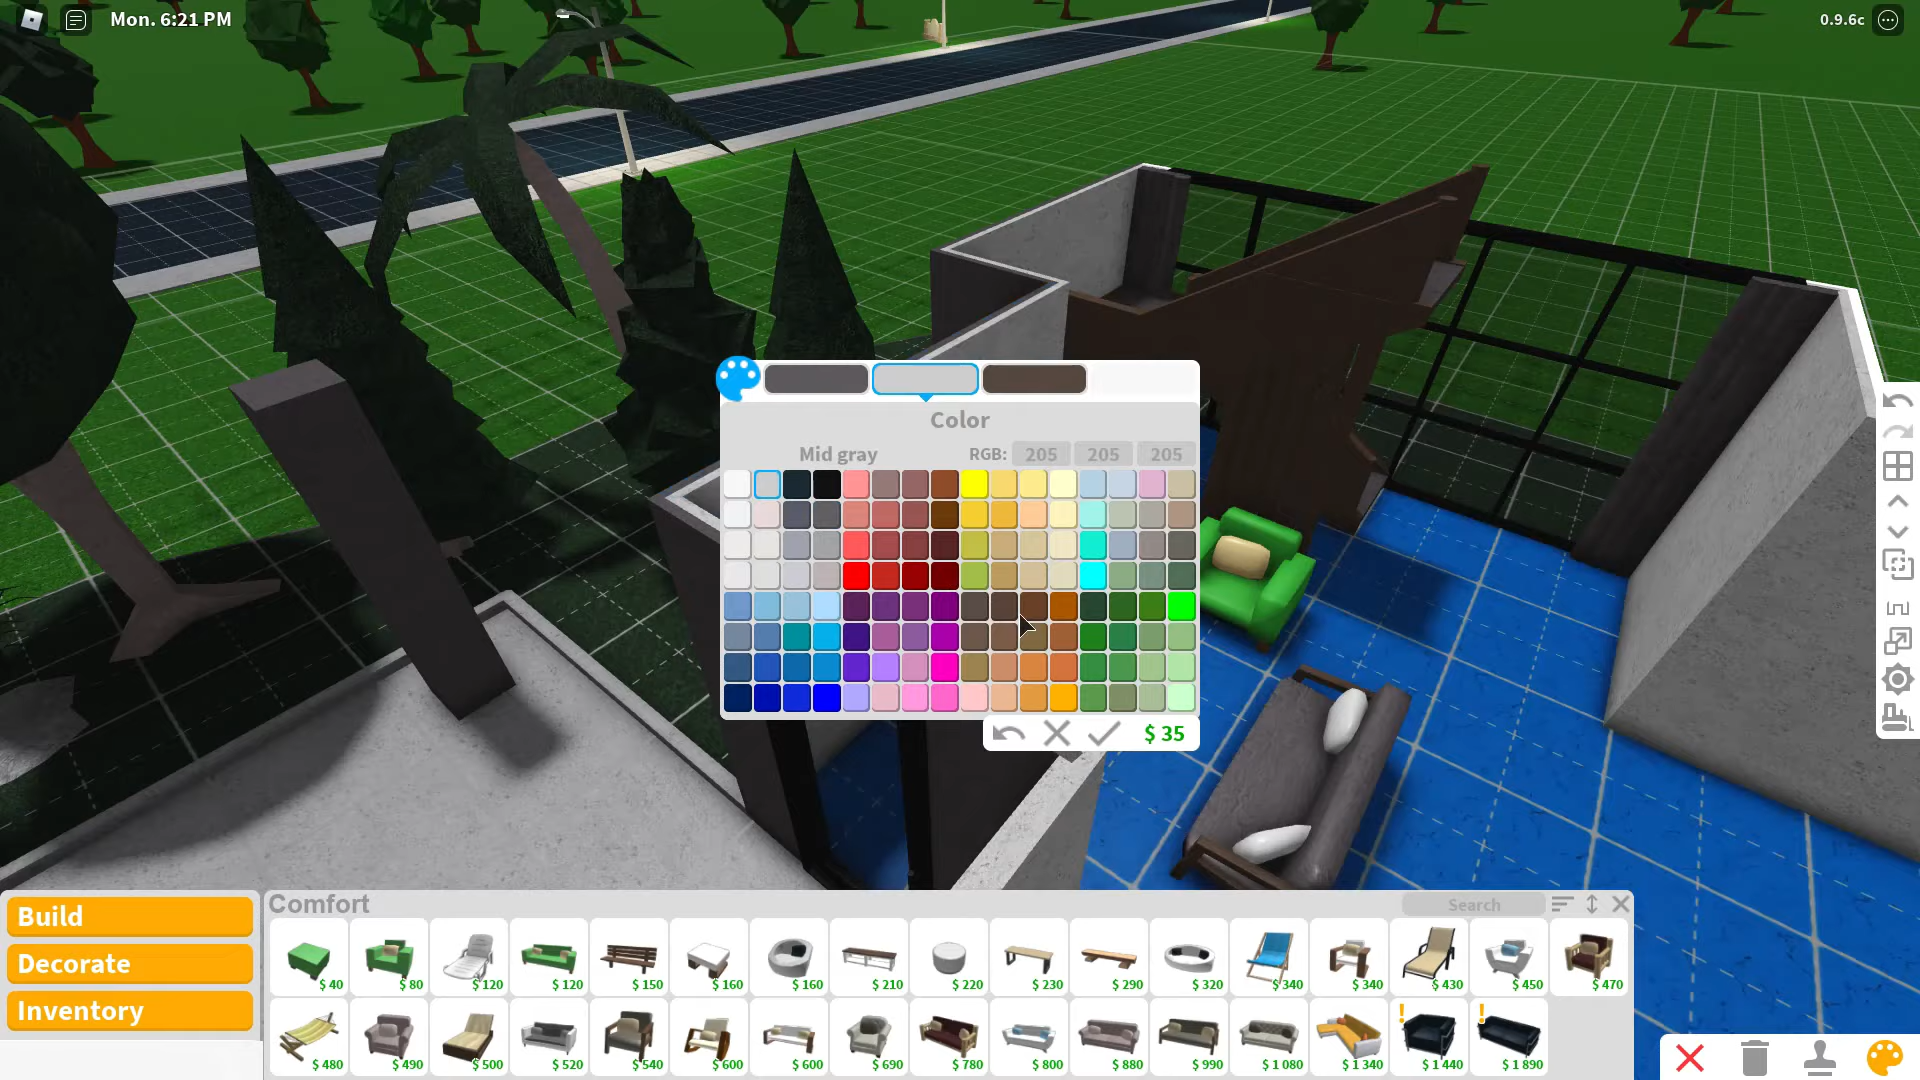 Mon. 6:21 PM
0.9.6c
Color
Mid gray RGB: 205 205 205
$ 35
Build
Decorate
Inventory
Comfort
Search
$ 40 $ 80 $ 120 $ 120 $ 150 $ 160 $ 160 $ 210 $ 220 $ 230 $ 290 $ 320 $ 340 $ 340 $ 430 $ 450 $ 470
$ 480 $ 490 $ 500 $ 520 $ 540 $ 600 $ 600 $ 690 $ 780 $ 800 $ 880 $ 990 $ 1 080 $ 1 340 $ 1 440 $ 1 890